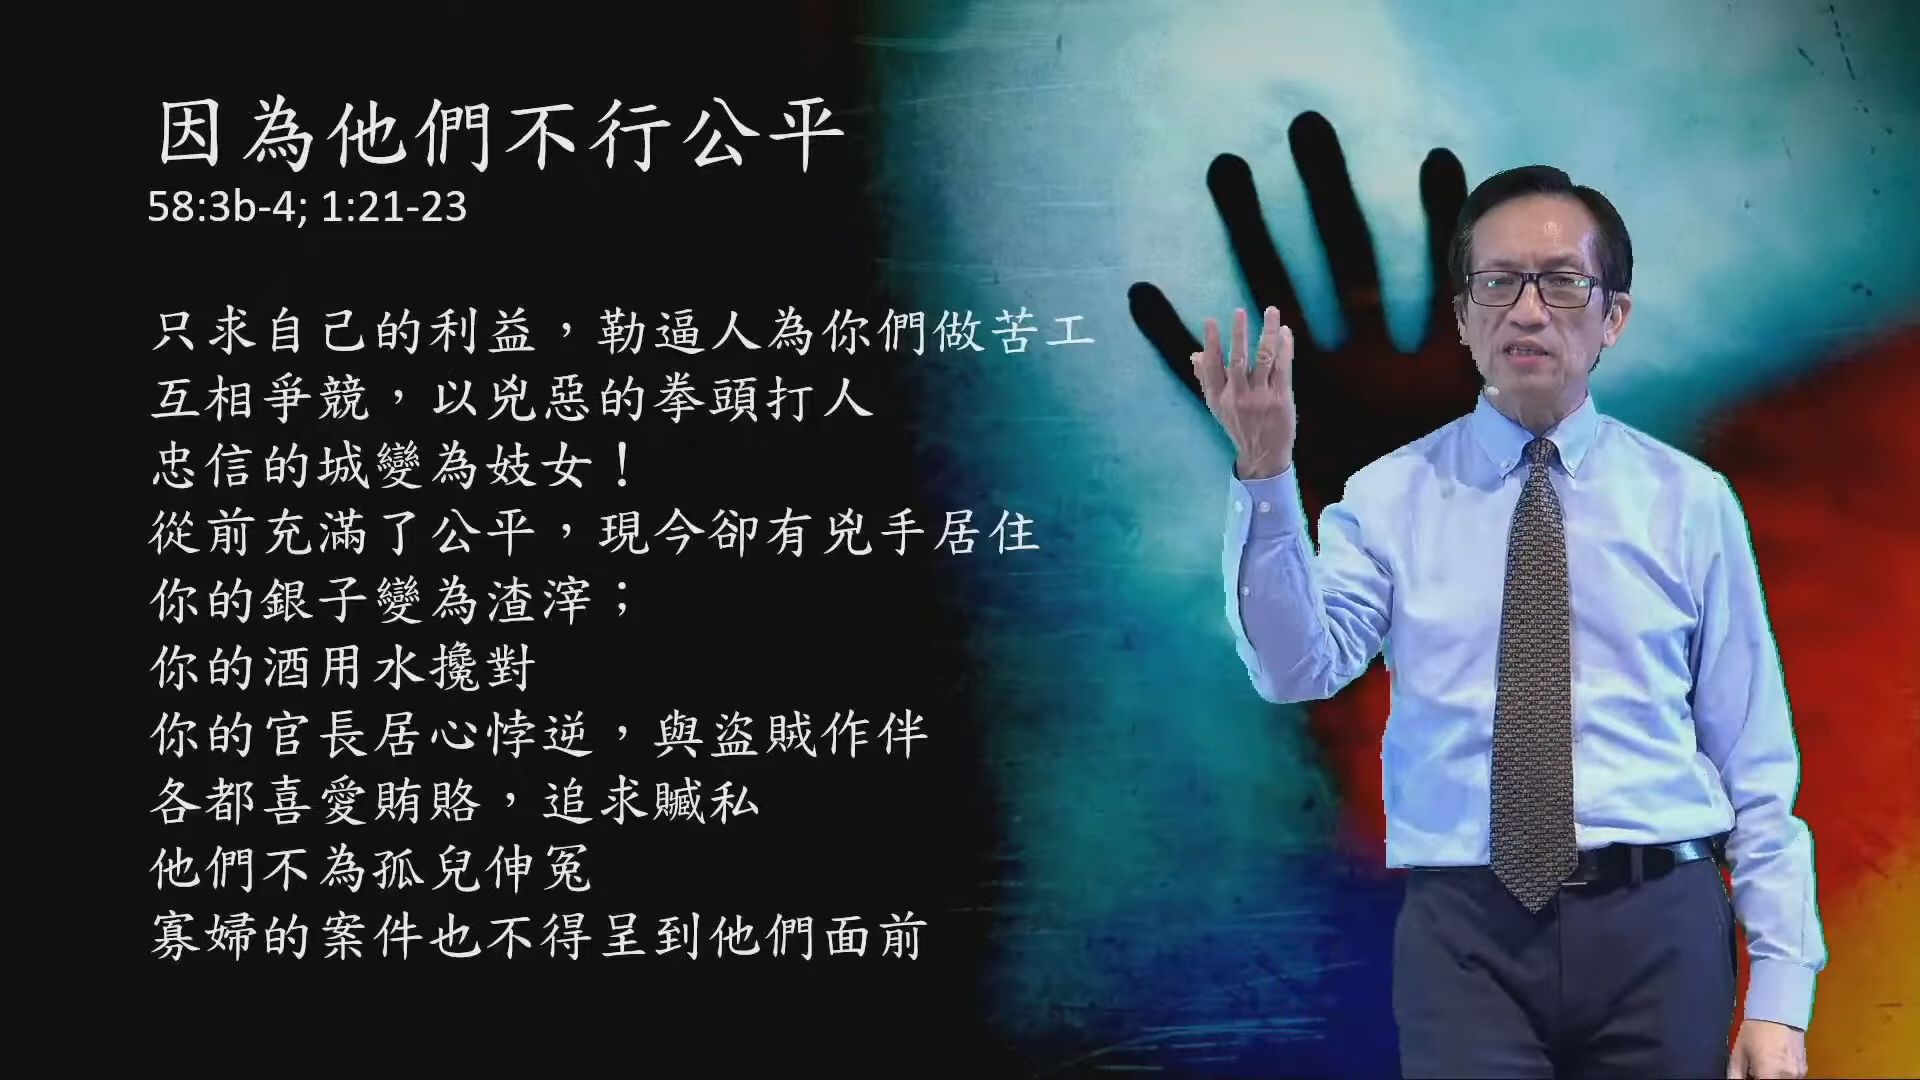 因為他們不行公平
58:3b-4; 1:21-23
只求自己的利益，勒逼人為你們做苦工
互相爭競，以兇惡的拳頭打人
忠信的城變為妓女！
從前充滿了公平，現今卻有兇手居住
你的銀子變為渣滓；
你的酒用水攙對
你的官長居心悖逆，與盜賊作伴
各都喜愛賄賂，追求贓私
他們不為孤兒伸冤
寡婦的案件也不得呈到他們面前